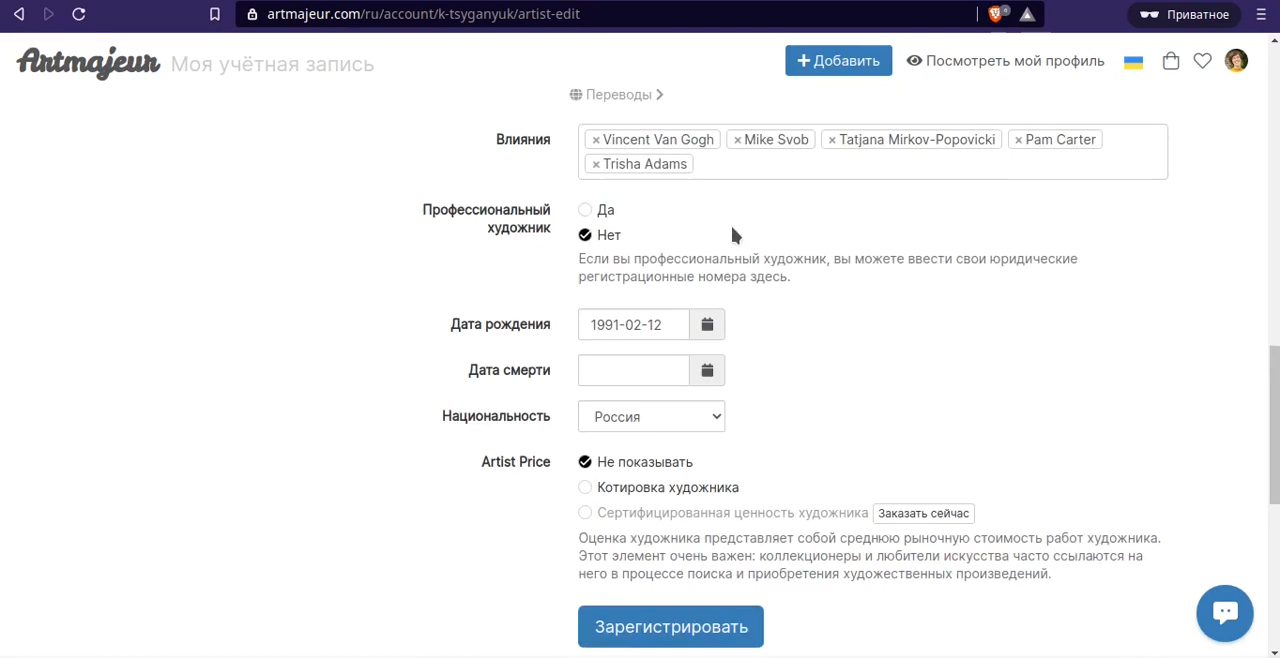 artmajeur.com/ru/account/k-tsyganyuk/artist-edit
Приватное
Artmajeur
Моя учётная запись
Добавить
Посмотреть мой профиль
Переводы
Влияния
× Vincent Van Gogh × Mike Svob × Tatjana Mirkov-Popovicki × Pam Carter
× Trisha Adams
Профессиональный
художник
Да
Нет
Если вы профессиональный художник, вы можете ввести свои юридические
регистрационные номера здесь.
Дата рождения
1991-02-12
Дата смерти
Национальность
Россия
Artist Price
Не показывать
Котировка художника
Сертифицированная ценность художника Заказать сейчас
Оценка художника представляет собой среднюю рыночную стоимость работ художника.
Этот элемент очень важен: коллекционеры и любители искусства часто ссылаются на
него в процессе поиска и приобретения художественных произведений.
Зарегистрировать